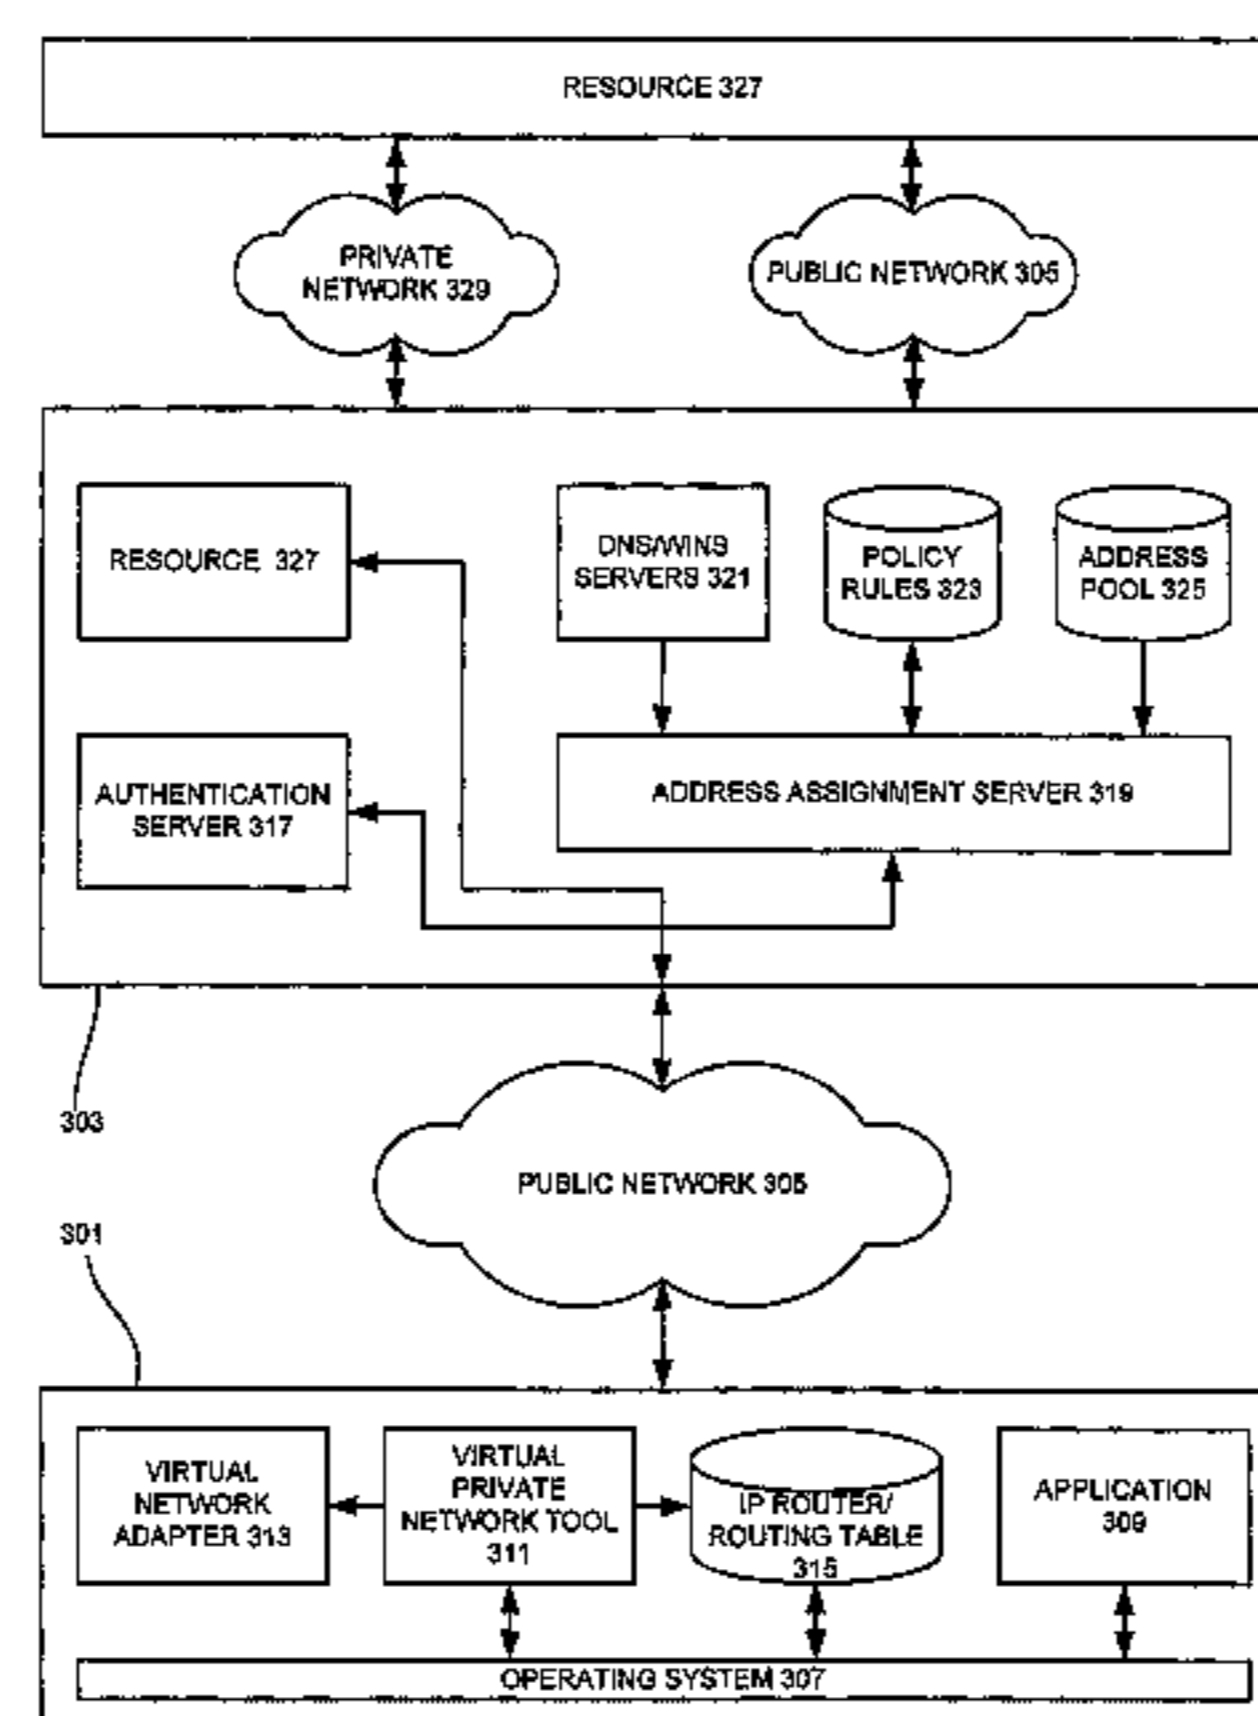 RESOURCE 327
PRIVATE
NETWORK 329
PUBLIC NETWORK 305
RESOURCE 327
DNS/WINS
SERVERS 321
POLICY
RULES 323
ADDRESS
POOL 325
AUTHENTICATION
SERVER 317
ADDRESS ASSIGNMENT SERVER 319
303
PUBLIC NETWORK 305
301
VIRTUAL
NETWORK
ADAPTER 313
VIRTUAL
PRIVATE
NETWORK TOOL
311
IP ROUTER/
ROUTING TABLE
315
APPLICATION
309
OPERATING SYSTEM 307